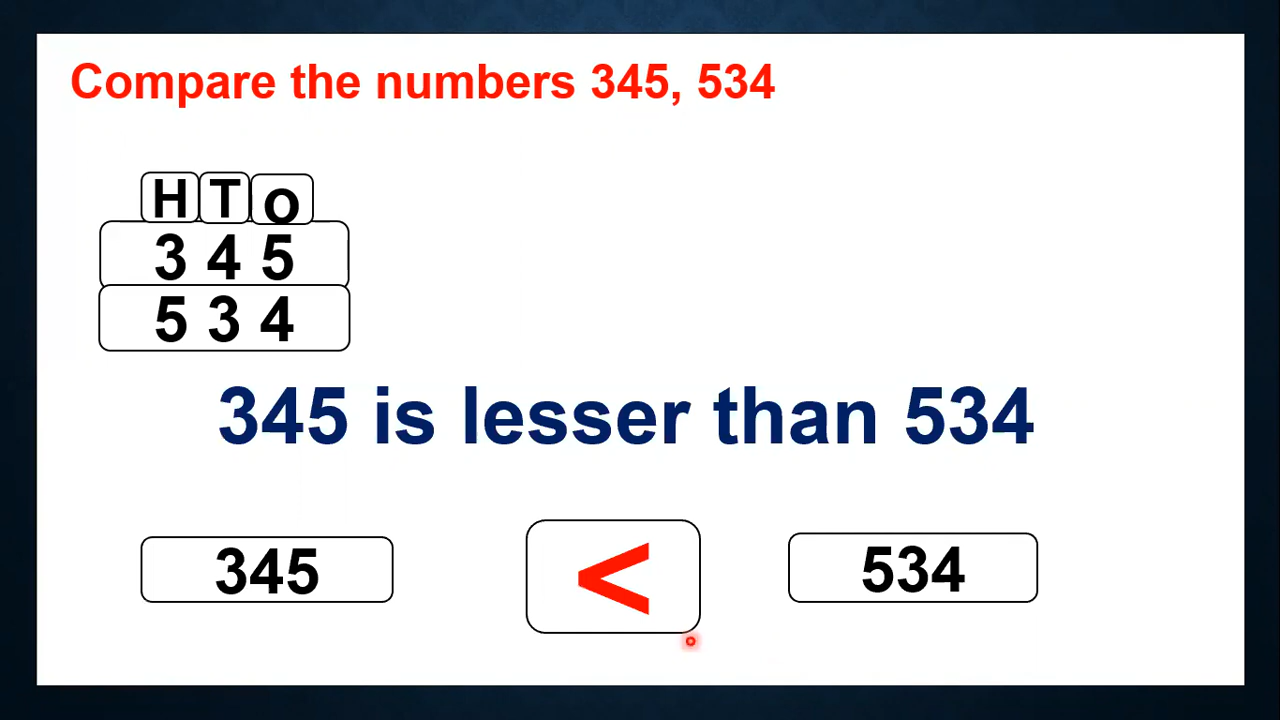 Compare the numbers 345, 534
H T o
3 4 5
5 3 4
345 is lesser than 534
345 < 534